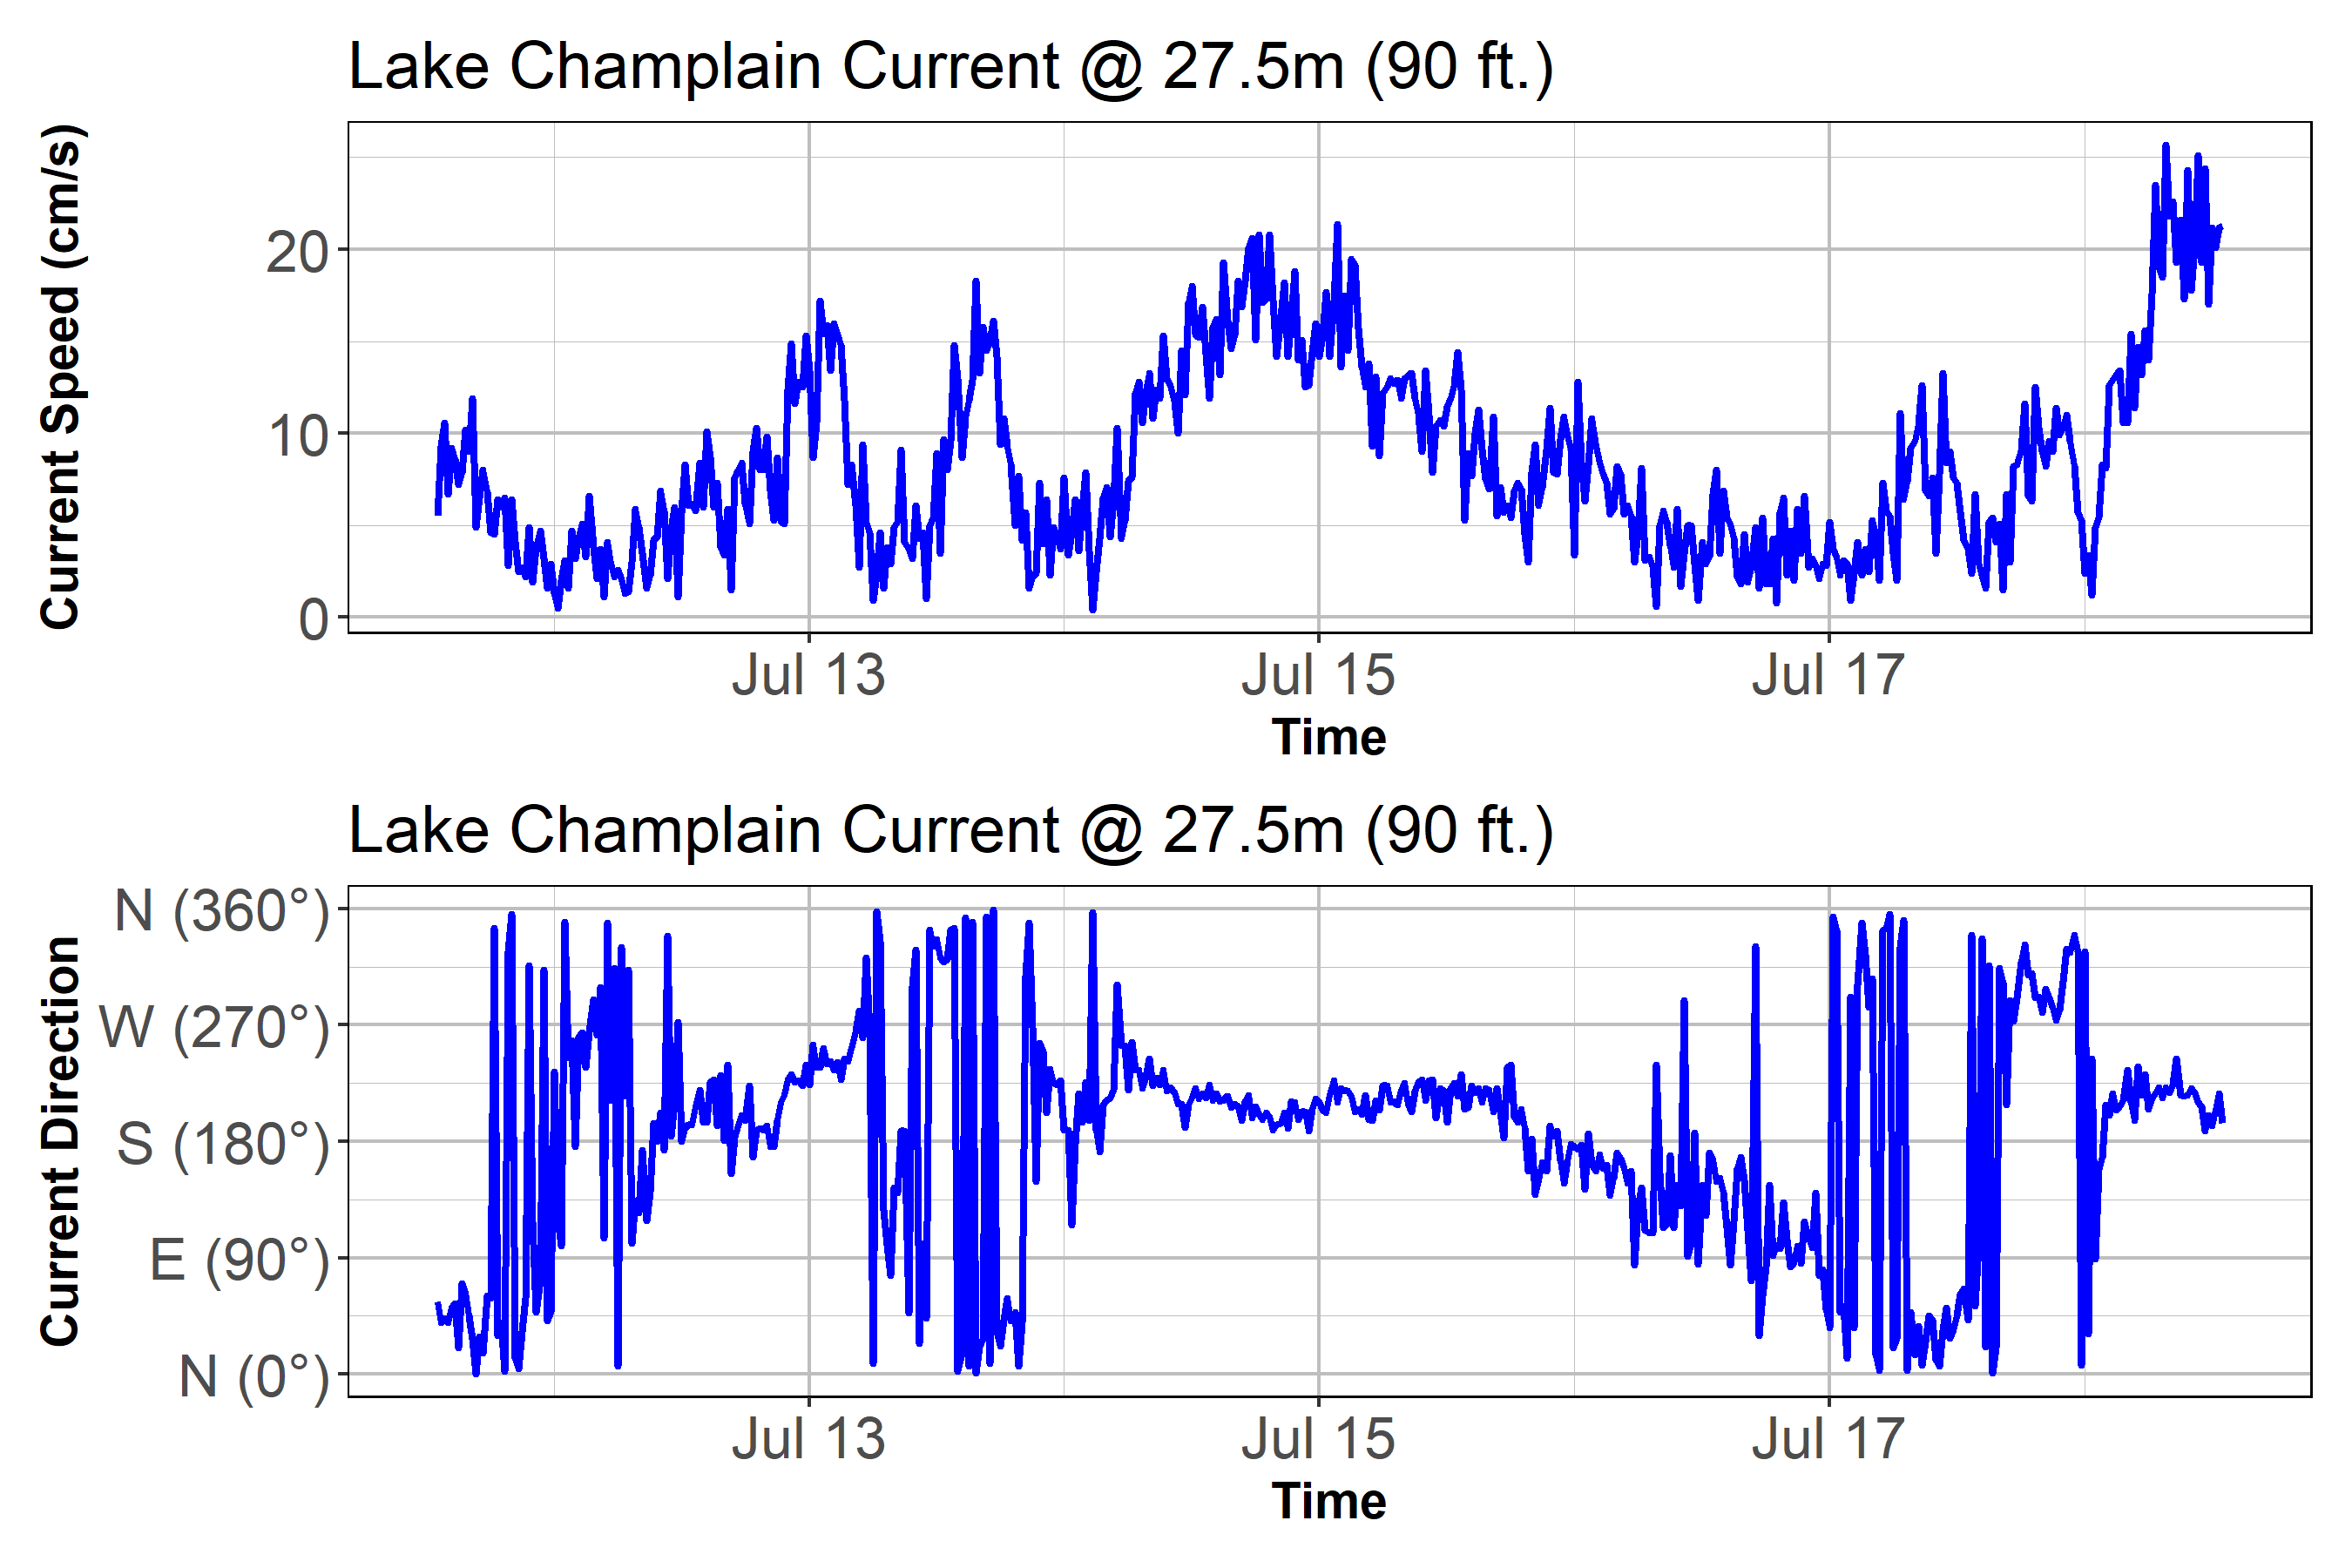 Lake Champlain Current @ 27.5m (90 ft.)
Current Speed (cm/s)
20
10
0
Jul 13
Jul 15
Jul 17
Time
Lake Champlain Current @ 27.5m (90 ft.)
Current Direction
N (360°)
W (270°)
S (180°)
E (90°)
N (0°)
Jul 13
Jul 15
Jul 17
Time